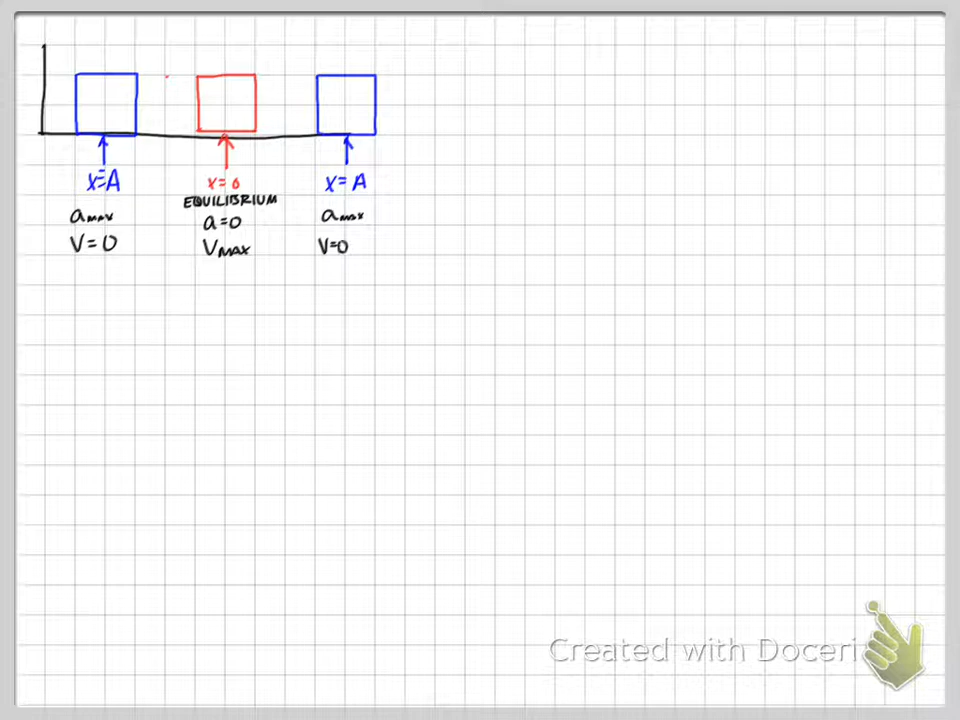 x=-A
x=0
x=A
EQUILIBRIUM
amax
a=0
amax
V=0
VMAX
V=0
Created with Doceri